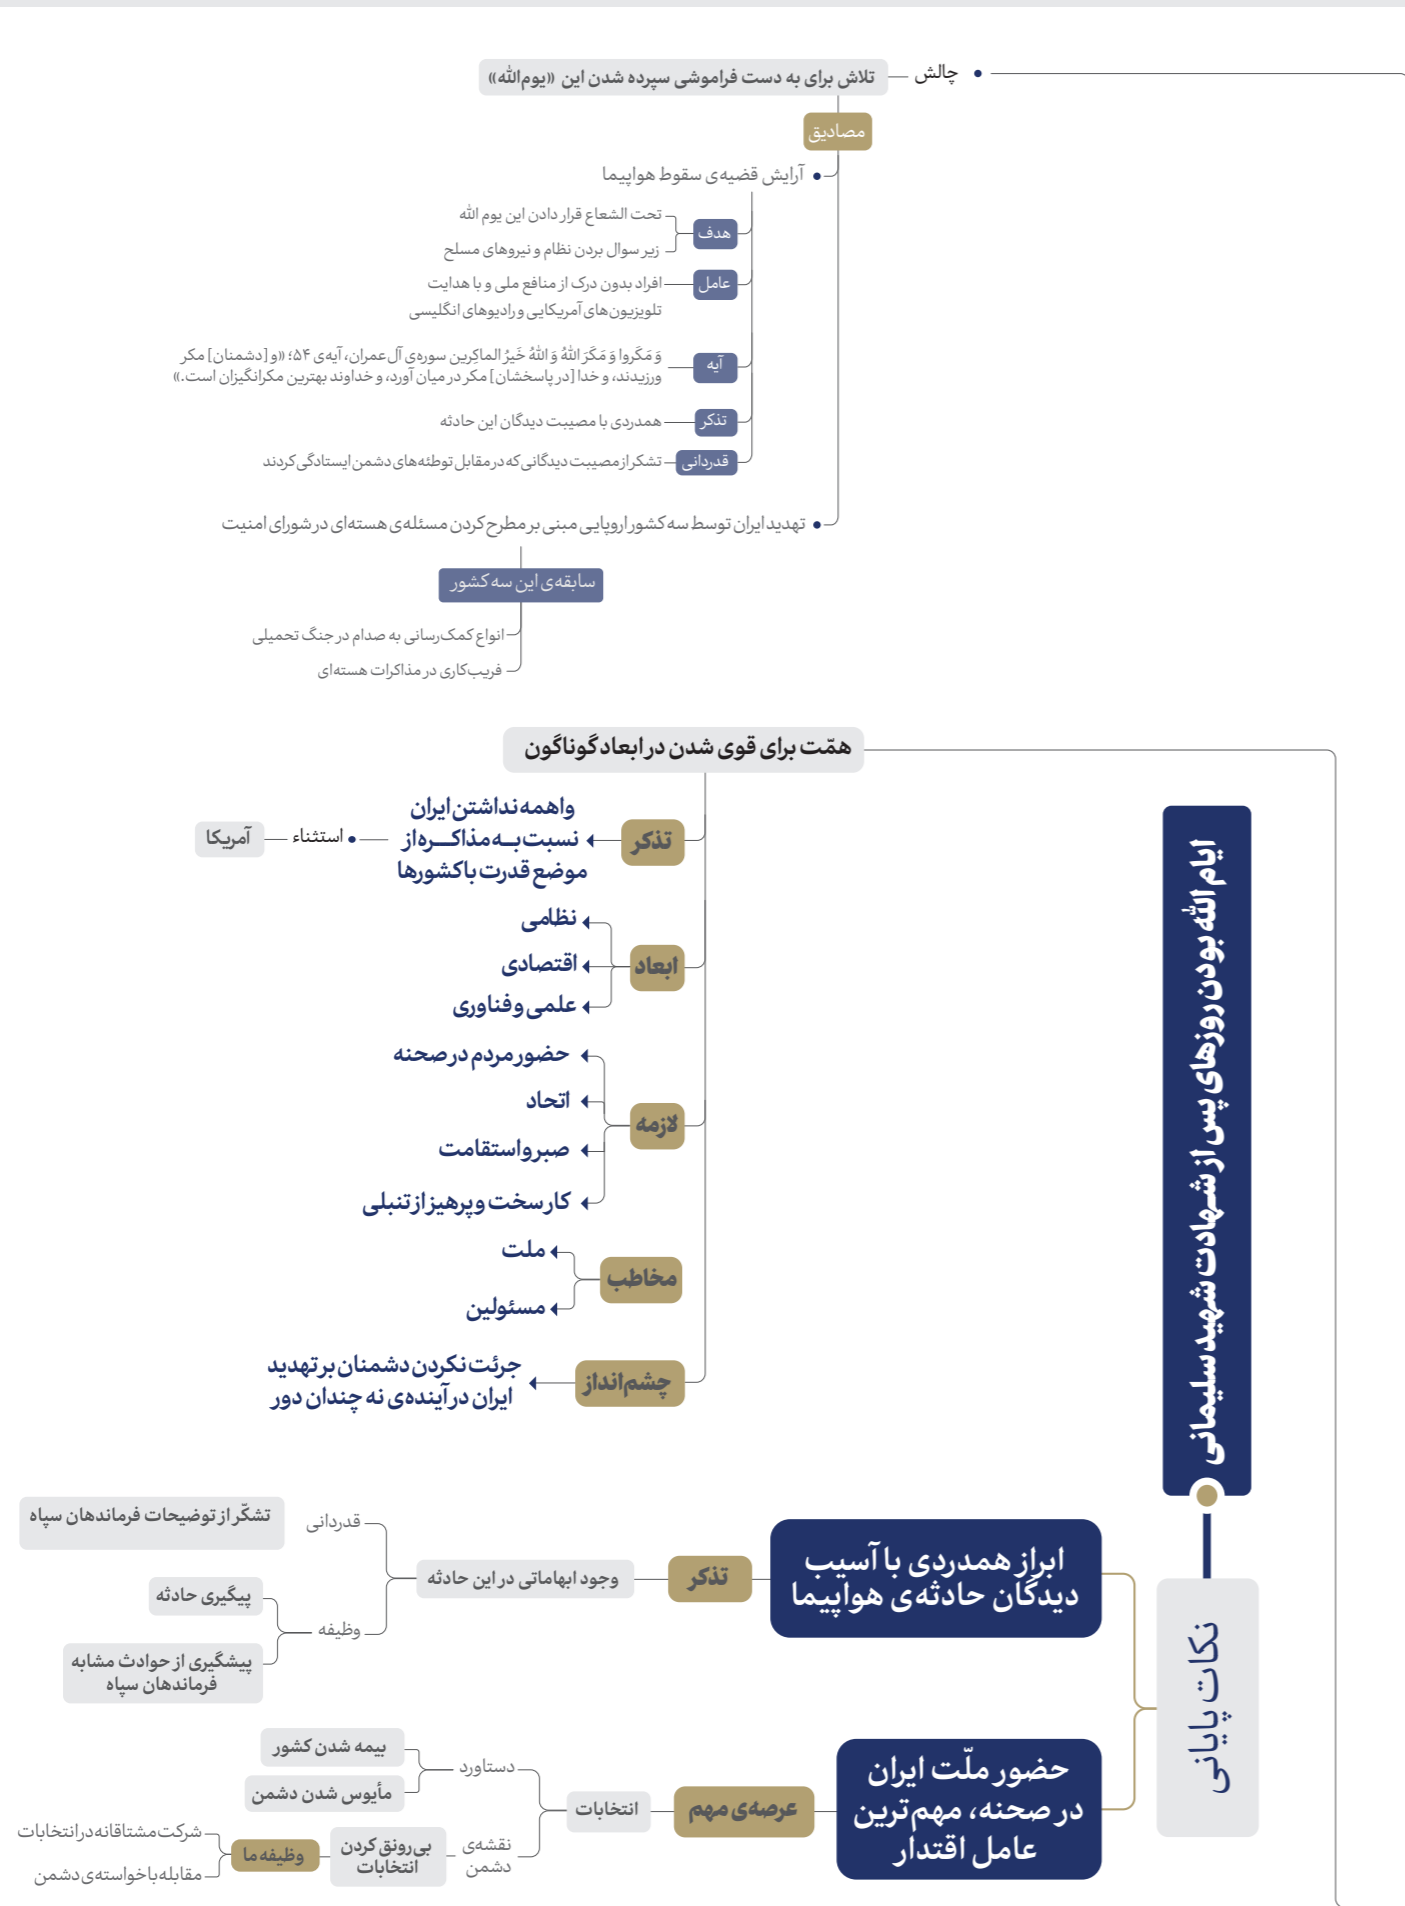 چالش
تلاش برای به دست فراموشی سپرده شدن این «یوم‌الله»
مصادیق
آرایش قضیه‌ی سقوط هواپیما
هدف
تحت الشعاع قرار دادن این یوم الله
زیر سوال بردن نظام و نیروهای مسلح
عامل
افراد بدون درک از منافع ملی و با هدایت
تلویزیون‌های آمریکایی و رادیوهای انگلیسی
آیه
وَ مَکَروا وَ مَکَرَ اللهُ وَ اللهُ خَیرُ الماکِرین سوره‌ی آل‌عمران، آیه‌ی ۵۴؛ «و [دشمنان] مکر
ورزیدند، و خدا [در پاسخشان] مکر در میان آورد، و خداوند بهترین مکرانگیزان است.»
تذکر
همدردی با مصیبت دیدگان این حادثه
قدردانی
تشکر از مصیبت دیدگانی که در مقابل توطئه‌های دشمن ایستادگی کردند
تهدید ایران توسط سه کشور اروپایی مبنی بر مطرح کردن مسئله‌ی هسته‌ای در شورای امنیت
سابقه‌ی این سه کشور
انواع کمک‌رسانی به صدام در جنگ تحمیلی
فریب‌کاری در مذاکرات هسته‌ای
همّت برای قوی شدن در ابعاد گوناگون
تذکر
واهمه نداشتن ایران
نسبت به مذاکره از
موضع قدرت با کشورها
استثناء
آمریکا
ابعاد
نظامی
اقتصادی
علمی و فناوری
لازمه
حضور مردم در صحنه
اتحاد
صبر و استقامت
کار سخت و پرهیز از تنبلی
مخاطب
ملت
مسئولین
چشم‌انداز
جرئت نکردن دشمنان بر تهدید
ایران در آینده‌ی نه چندان دور
ایام الله بودن روزهای پس از شهادت شهید سلیمانی
نکات پایانی
ابراز همدردی با آسیب
دیدگان حادثه‌ی هواپیما
تذکر
وجود ابهاماتی در این حادثه
قدردانی
تشکّر از توضیحات فرماندهان سپاه
وظیفه
پیگیری حادثه
پیشگیری از حوادث مشابه
فرماندهان سپاه
حضور ملّت ایران
در صحنه، مهم‌ترین
عامل اقتدار
عرصه‌ی مهم
انتخابات
دستاورد
بیمه شدن کشور
مأیوس شدن دشمن
نقشه‌ی
دشمن
بی‌رونق کردن
انتخابات
وظیفه ما
شرکت مشتاقانه در انتخابات
مقابله با خواسته‌ی دشمن